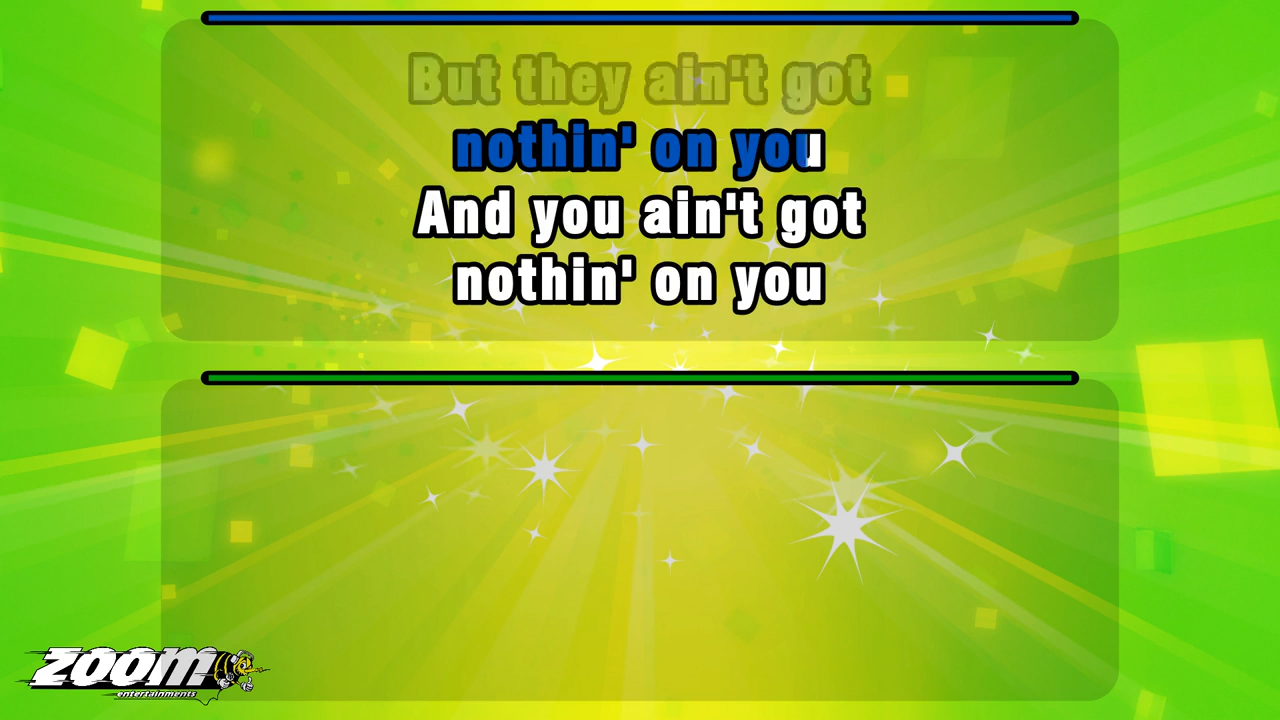 But they ain't got
nothin' on you
And you ain't got
nothin' on you
zoom
entertainments